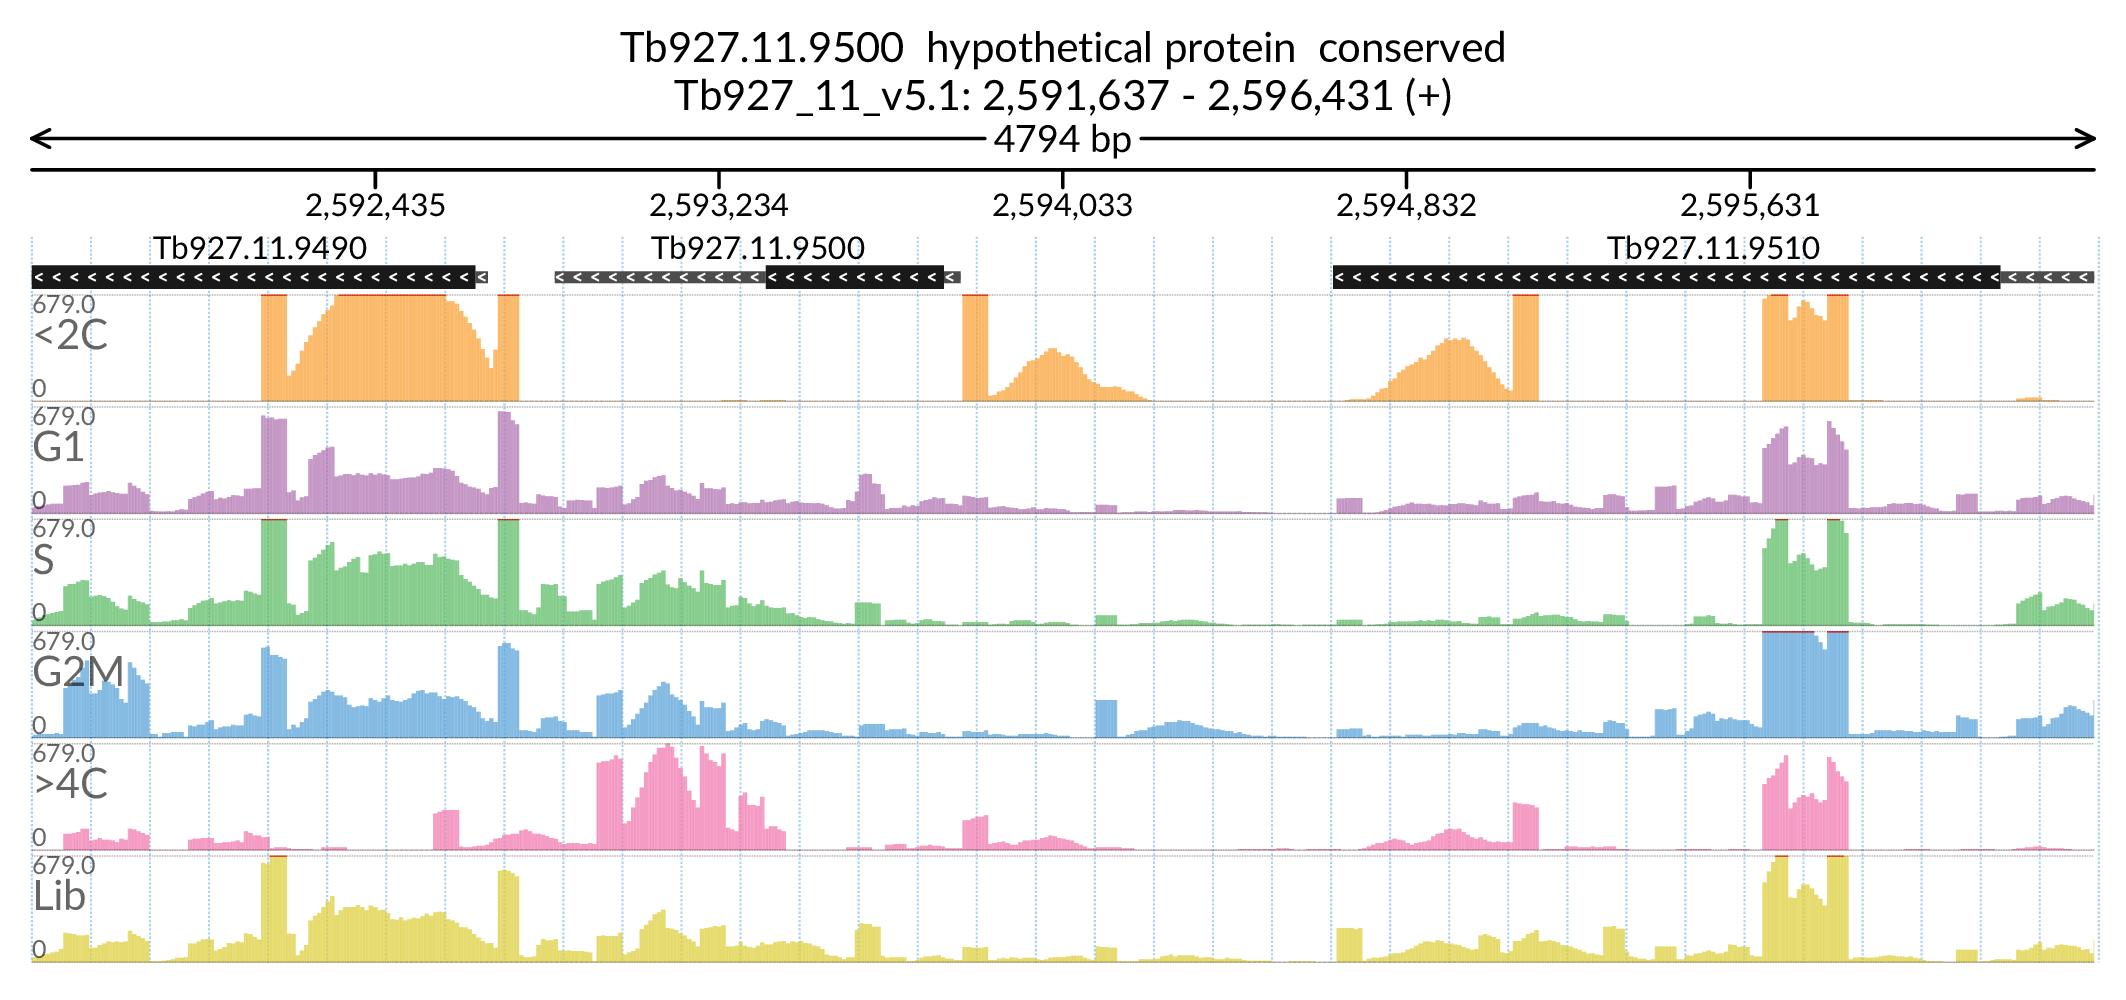 Tb927.11.9500  hypothetical protein  conserved
Tb927_11_v5.1: 2,591,637 - 2,596,431 (+)
4794 bp
2,592,435 2,593,234 2,594,033 2,594,832 2,595,631
Tb927.11.9490 Tb927.11.9500 Tb927.11.9510
679.0
<2C
0
679.0
G1
0
679.0
S
0
679.0
G2M
0
679.0
>4C
0
679.0
Lib
0